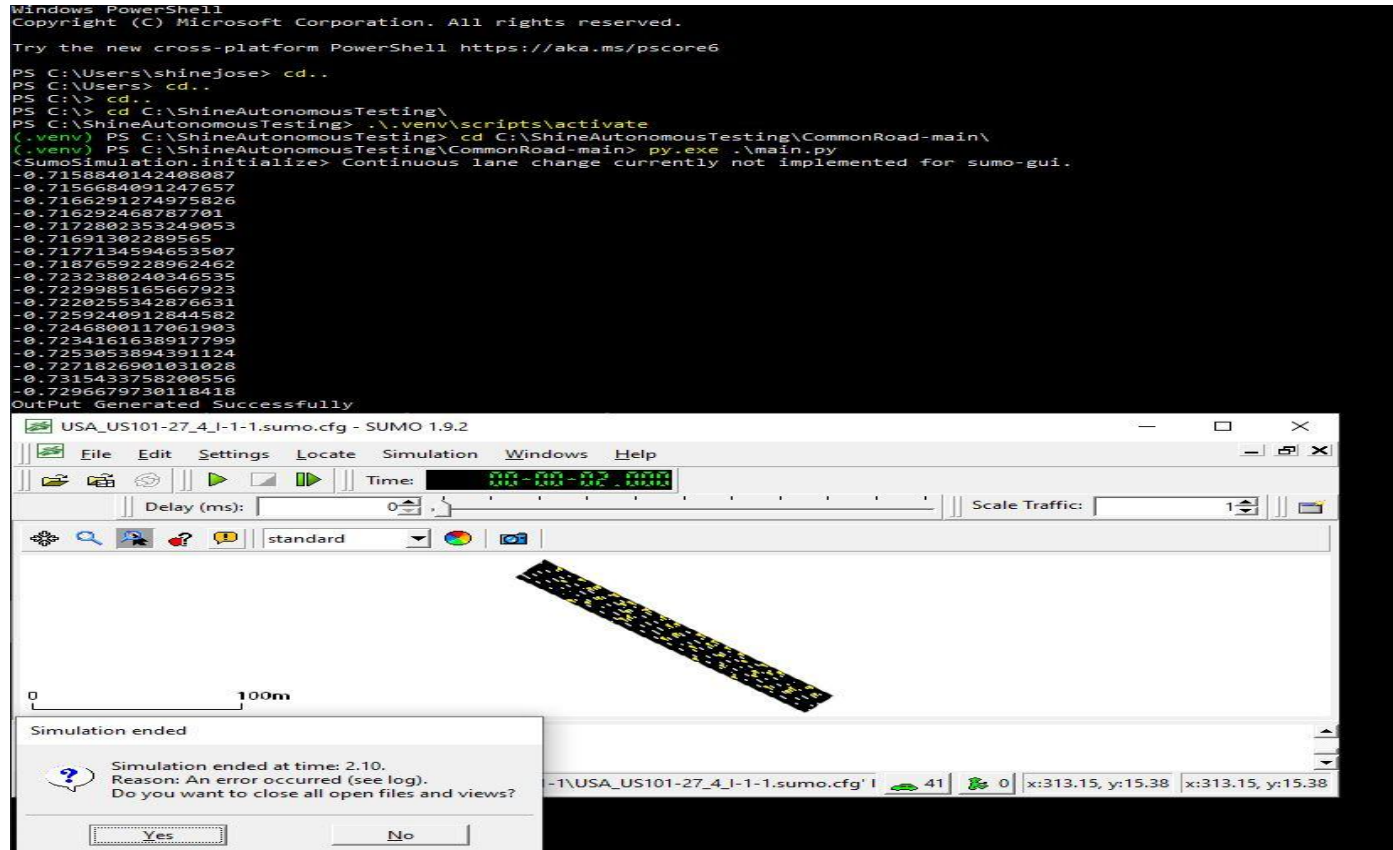 Windows PowerShell
Copyright (C) Microsoft Corporation. All rights reserved.
Try the new cross-platform PowerShell https://aka.ms/pscore6
PS C:\Users\shinejose> cd..
PS C:\Users> cd..
PS C:\> cd..
PS C:\> cd C:\ShineAutonomousTesting\
PS C:\ShineAutonomousTesting> .\.venv\scripts\activate
(.venv) PS C:\ShineAutonomousTesting> cd C:\ShineAutonomousTesting\CommonRoad-main\
(.venv) PS C:\ShineAutonomousTesting\CommonRoad-main> py.exe .\main.py
<SumoSimulation.initialize> Continuous lane change currently not implemented for sumo-gui.
-0.7158840142408087
-0.7156684091247657
-0.7166291274975826
-0.716292468787701
-0.7172802353249053
-0.71691302289565
-0.7177134594653507
-0.7187659228962462
-0.7232380240346535
-0.7229985165667923
-0.7220255342876631
-0.7259240912844582
-0.7246800117061903
-0.7234161638917799
-0.7253053894391124
-0.7271826901031028
-0.7315433758200556
-0.7296679730118418
OutPut Generated Successfully
USA_US101-27_4_I-1-1.sumo.cfg - SUMO 1.9.2
File Edit Settings Locate Simulation Windows Help
Time: 00-00-02.000
Delay (ms): 0 Scale Traffic: 1
standard
0 100m
Simulation ended
Simulation ended at time: 2.10.
Reason: An error occurred (see log).
Do you want to close all open files and views?
-1\USA_US101-27_4_I-1-1.sumo.cfg' l 41 0 x:313.15, y:15.38 x:313.15, y:15.38
Yes No